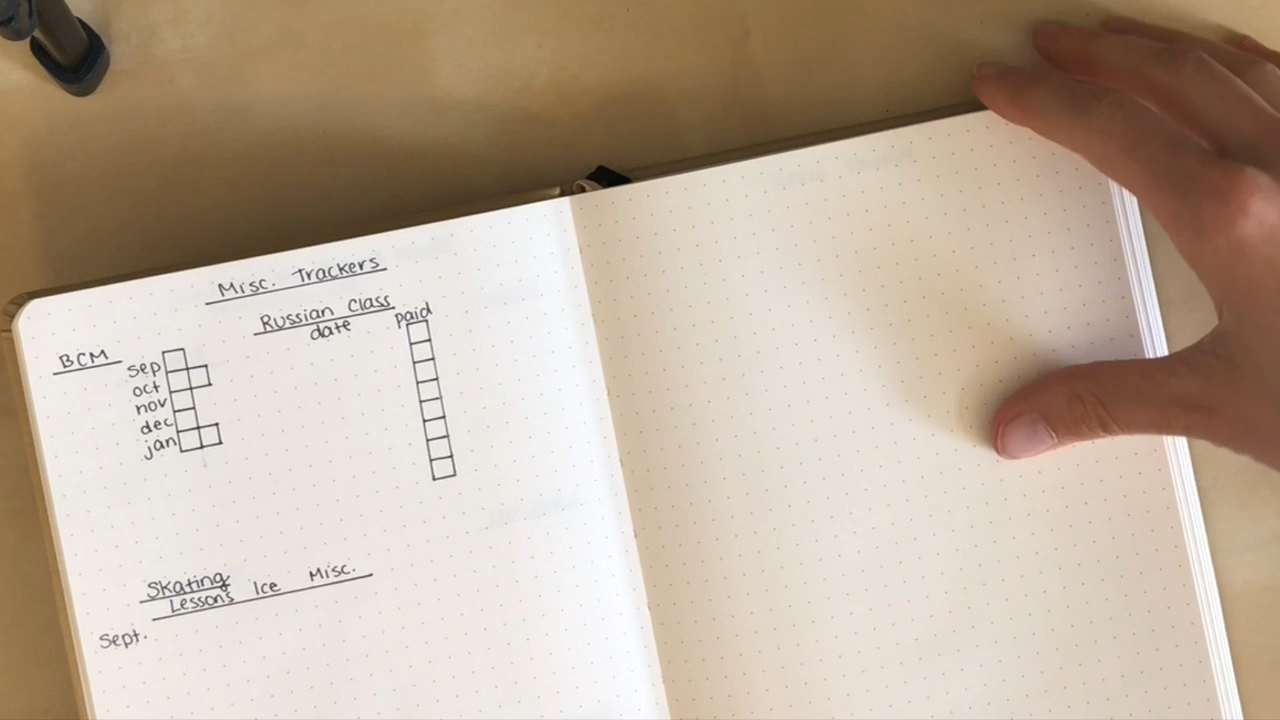 Misc. Trackers
Russian Class
date
paid
BCM
sep
oct
nov
dec
jan
Skating
Lessons Ice Misc.
Sept.